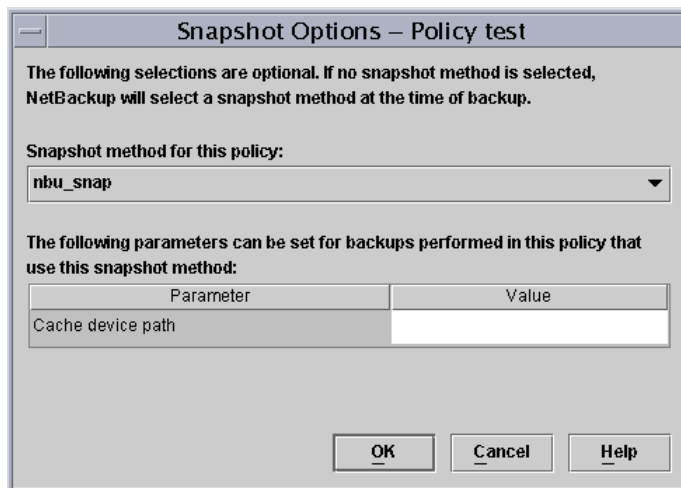 Snapshot Options – Policy test
The following selections are optional. If no snapshot method is selected,
NetBackup will select a snapshot method at the time of backup.
Snapshot method for this policy:
nbu_snap
The following parameters can be set for backups performed in this policy that
use this snapshot method:
Parameter Value
Cache device path
OK Cancel Help